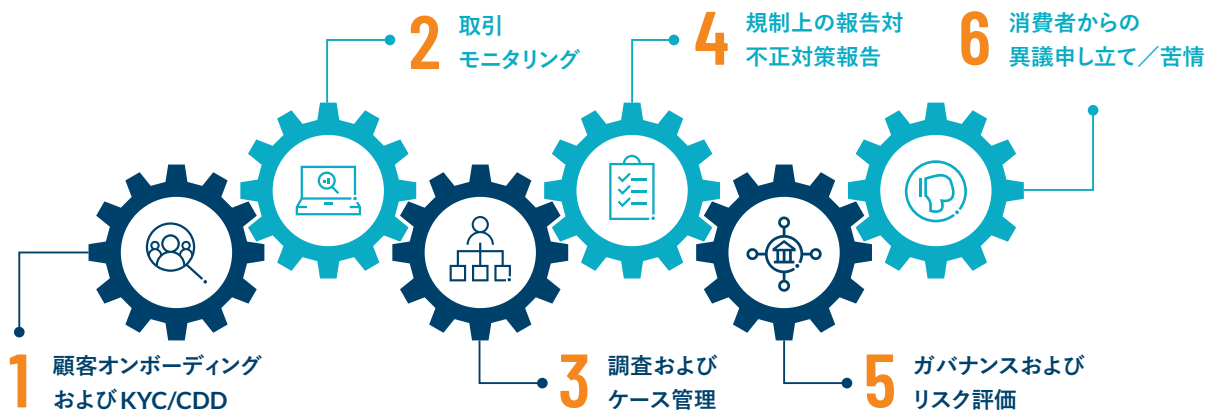 1
顧客オンボーディング
およびKYC/CDD
2
取引
モニタリング
3
調査および
ケース管理
4
規制上の報告対
不正対策報告
5
ガバナンスおよび
リスク評価
6
消費者からの
異議申し立て／苦情